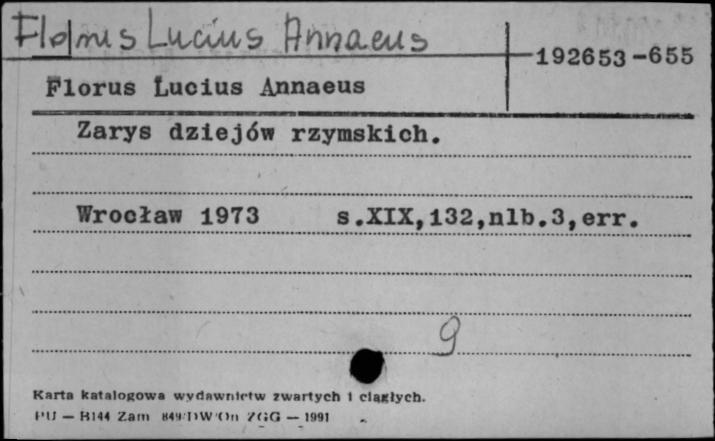 Florus Lucius Annaeus
192653-655
Florus Lucius Annaeus
Zarys dziejów rzymskich.
Wrocław 1973 s.XIX,132,nlb.3,err.
9
Karta katalogowa wydawnictw zwartych i ciągłych.
PU — B144 Zam 849/DW/On ZGG — 1991